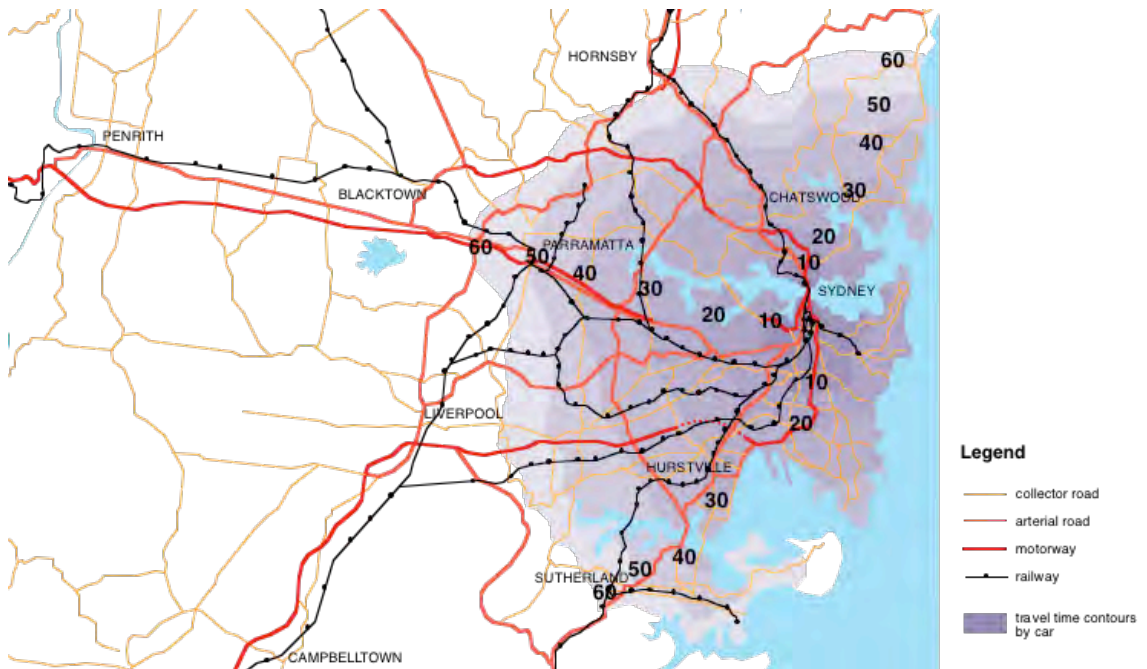 HORNSBY
60
50
40
PENRITH
BLACKTOWN
30
CHATSWOOD
20
PARRAMATTA
60
50
40
10
30
SYDNEY
20
10
10
LIVERPOOL
20
HURSTVILLE
30
40
50
SUTHERLAND
60
CAMPBELLTOWN
Legend
collector road
arterial road
motorway
railway
travel time contours
by car